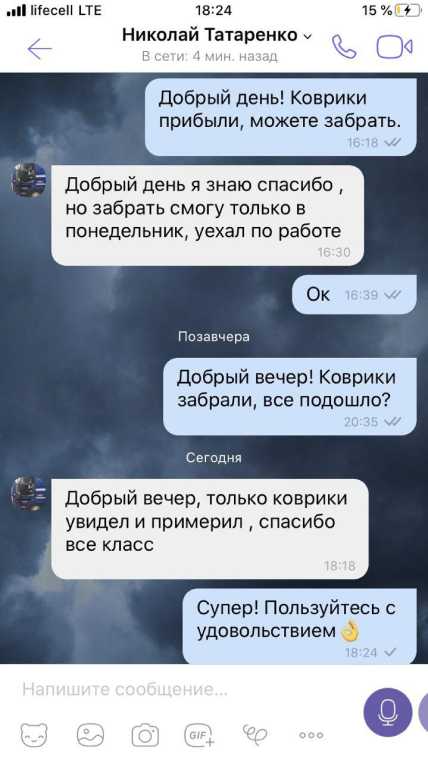 lifecell LTE 18:24 15 %
Николай Татаренко
В сети: 4 мин. назад
Добрый день! Коврики
прибыли, можете забрать.
16:18
Добрый день я знаю спасибо ,
но забрать смогу только в
понедельник, уехал по работе
16:30
Ок 16:39
Позавчера
Добрый вечер! Коврики
забрали, все подошло?
20:35
Сегодня
Добрый вечер, только коврики
увидел и примерил , спасибо
все класс
18:18
Супер! Пользуйтесь с
удовольствием👌
18:24
Напишите сообщение...
GIF